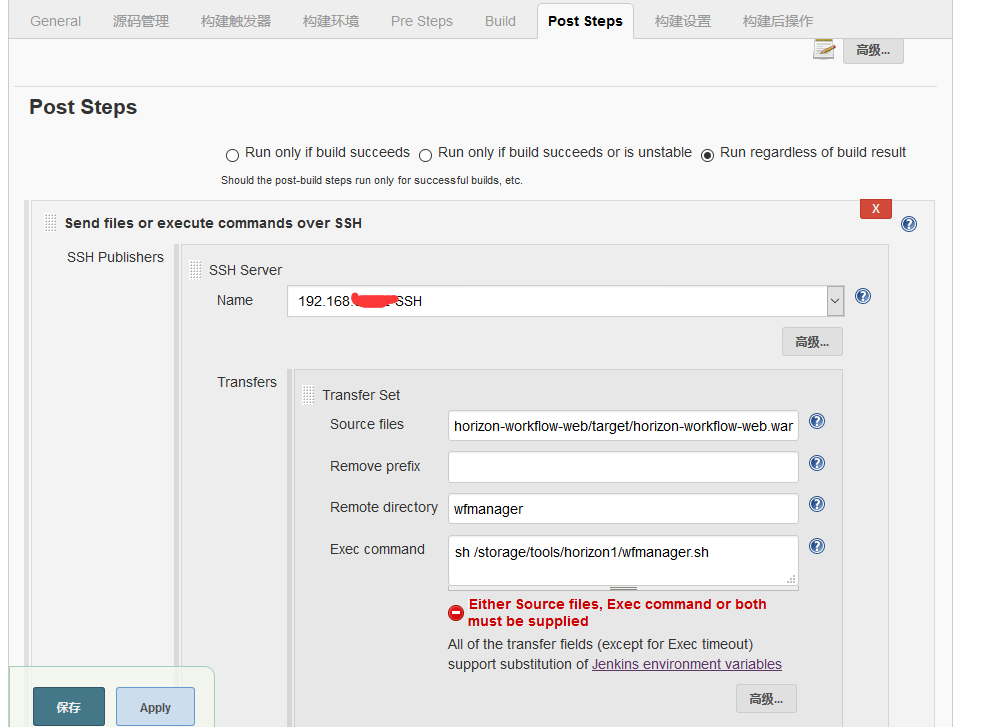 General 源码管理 构建触发器 构建环境 Pre Steps Build Post Steps 构建设置 构建后操作
高级...
Post Steps
Run only if build succeeds Run only if build succeeds or is unstable Run regardless of build result
Should the post-build steps run only for successful builds, etc.
X
Send files or execute commands over SSH
SSH Publishers
SSH Server
Name 192.168. SSH
高级...
Transfers
Transfer Set
Source files horizon-workflow-web/target/horizon-workflow-web.war
Remove prefix
Remote directory wfmanager
Exec command sh /storage/tools/horizon1/wfmanager.sh
Either Source files, Exec command or both
must be supplied
All of the transfer fields (except for Exec timeout)
support substitution of Jenkins environment variables
高级...
保存 Apply